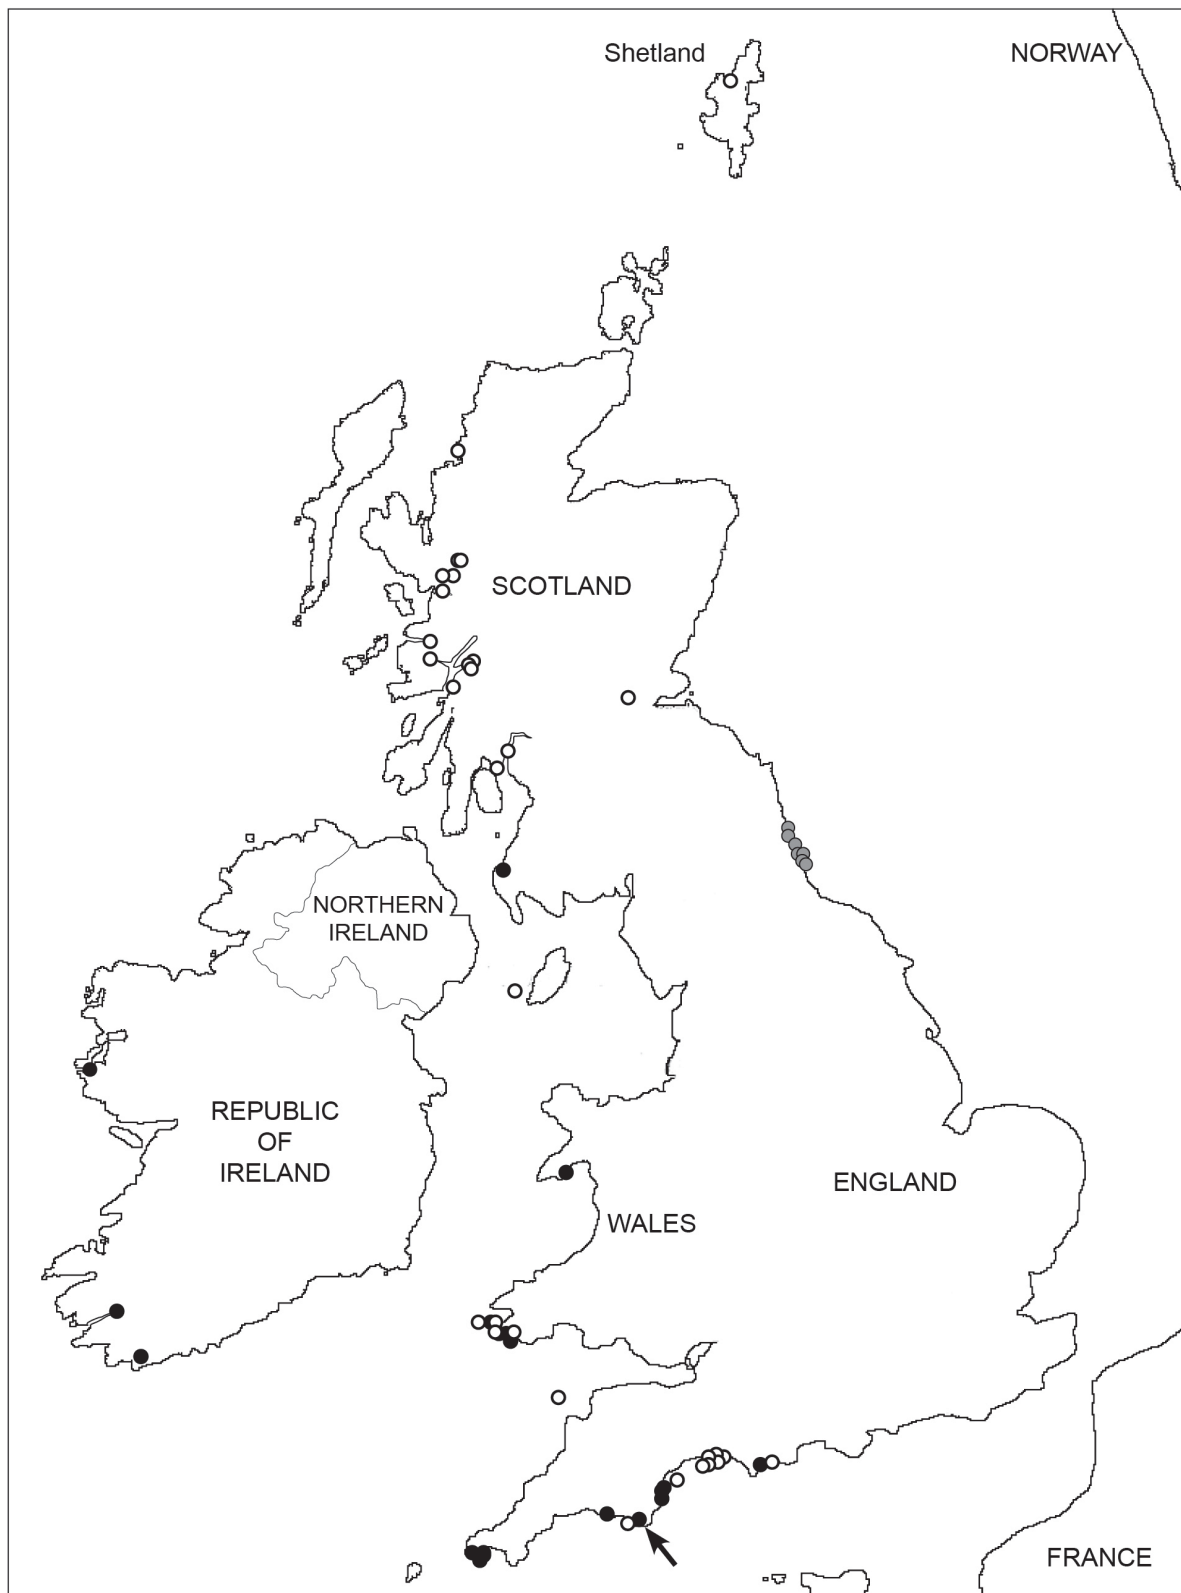 Shetland
NORWAY
SCOTLAND
NORTHERN
IRELAND
REPUBLIC
OF
IRELAND
ENGLAND
WALES
FRANCE